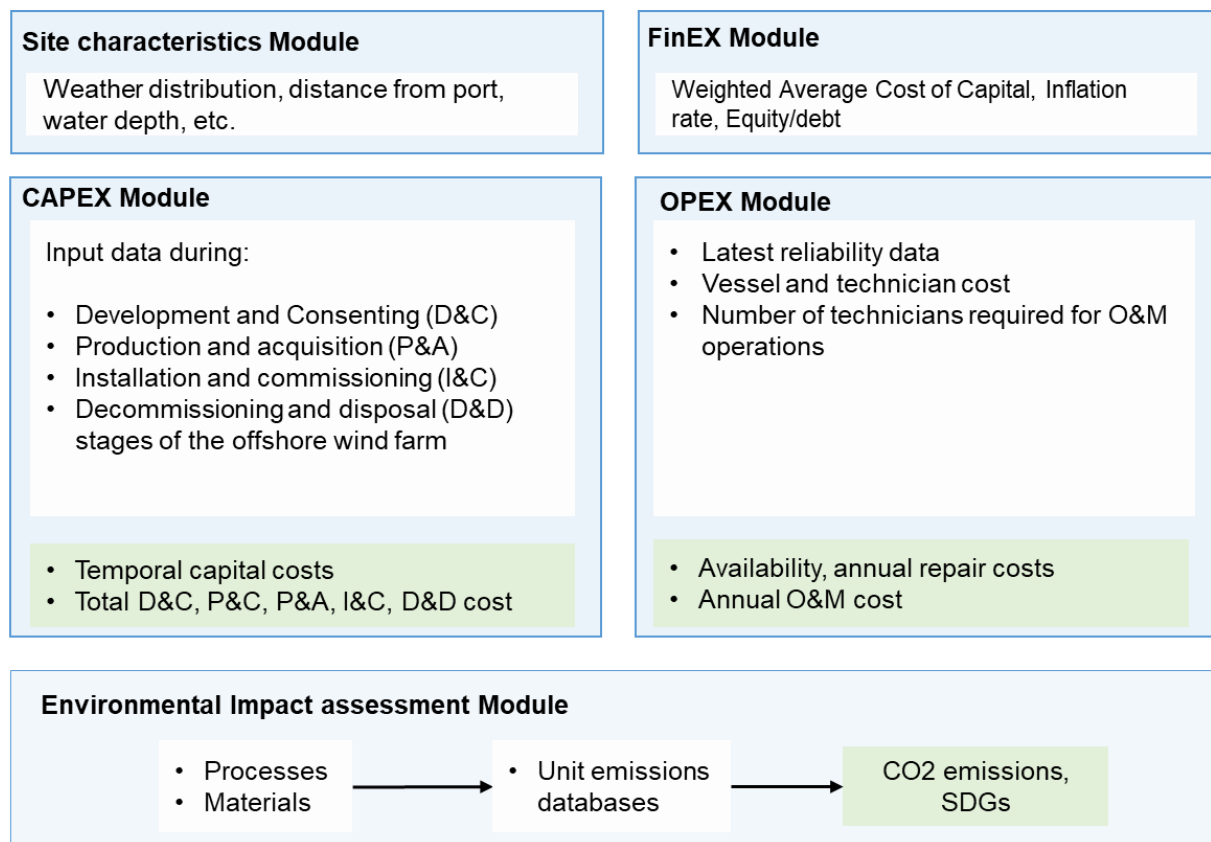 Site characteristics Module
Weather distribution, distance from port,
water depth, etc.
FinEX Module
Weighted Average Cost of Capital, Inflation
rate, Equity/debt
CAPEX Module
Input data during:
• Development and Consenting (D&C)
• Production and acquisition (P&A)
• Installation and commissioning (I&C)
• Decommissioning and disposal (D&D)
stages of the offshore wind farm
• Temporal capital costs
• Total D&C, P&C, P&A, I&C, D&D cost
OPEX Module
• Latest reliability data
• Vessel and technician cost
• Number of technicians required for O&M
operations
• Availability, annual repair costs
• Annual O&M cost
Environmental Impact assessment Module
• Processes
• Materials
• Unit emissions
databases
CO2 emissions,
SDGs